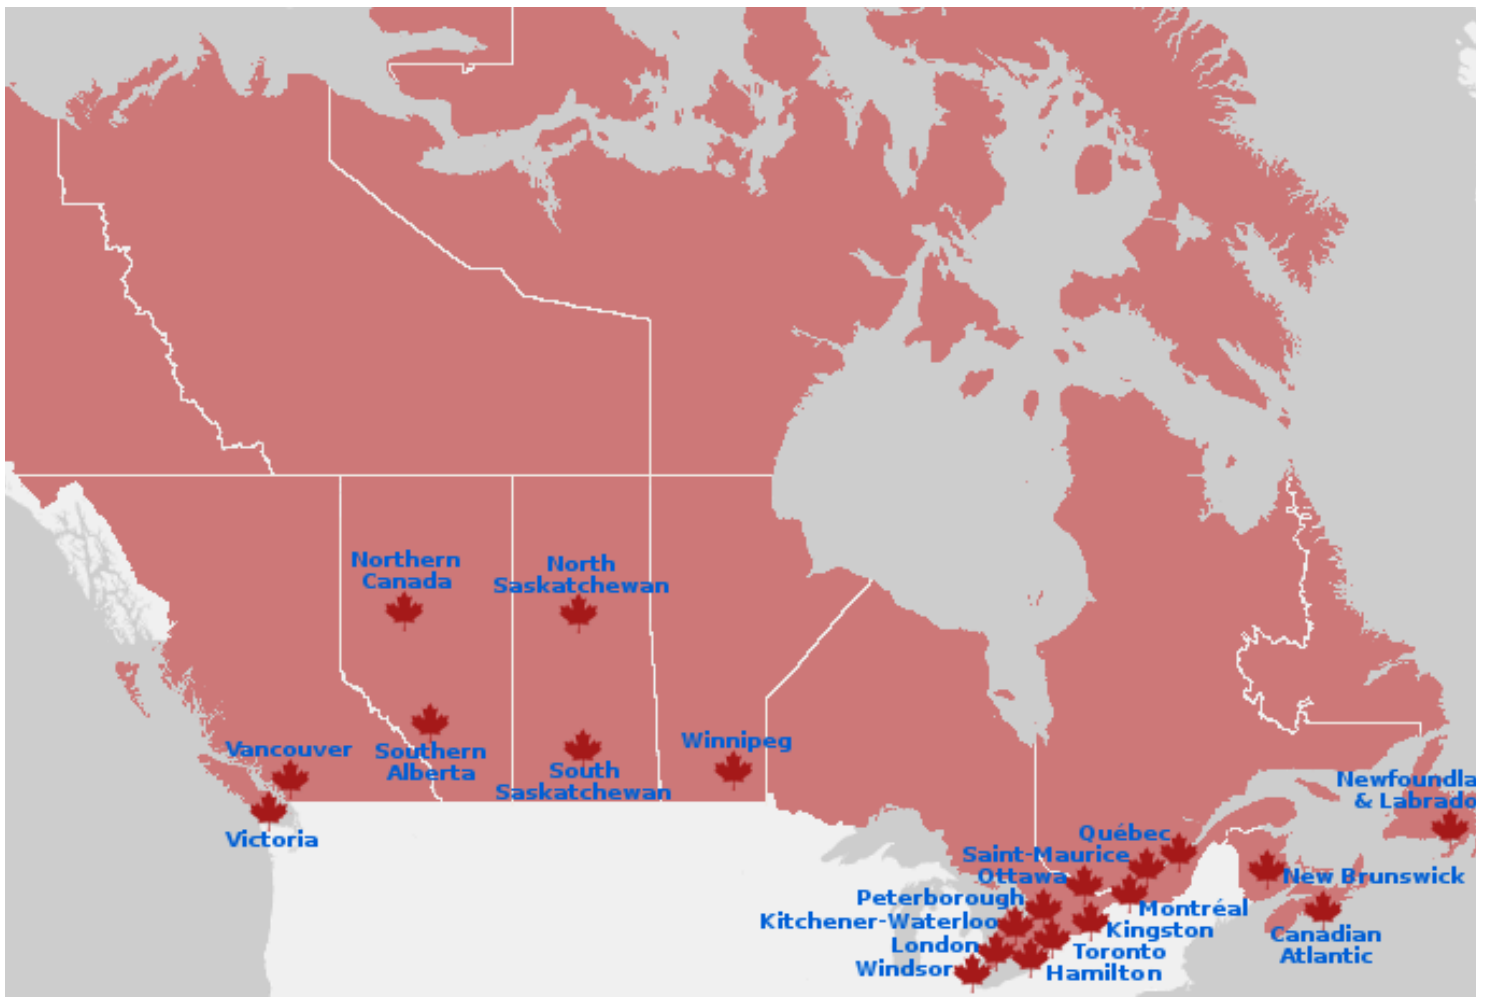 Northern
Canada
North
Saskatchewan
Vancouver
Southern
Alberta
Winnipeg
South
Saskatchewan
Victoria
Newfoundla
& Labrado
Québec
Saint-Maurice
Ottawa
New Brunswick
Peterborough
Montréal
Kitchener-Waterloo
Kingston
Canadian
Atlantic
London
Toronto
Windsor
Hamilton